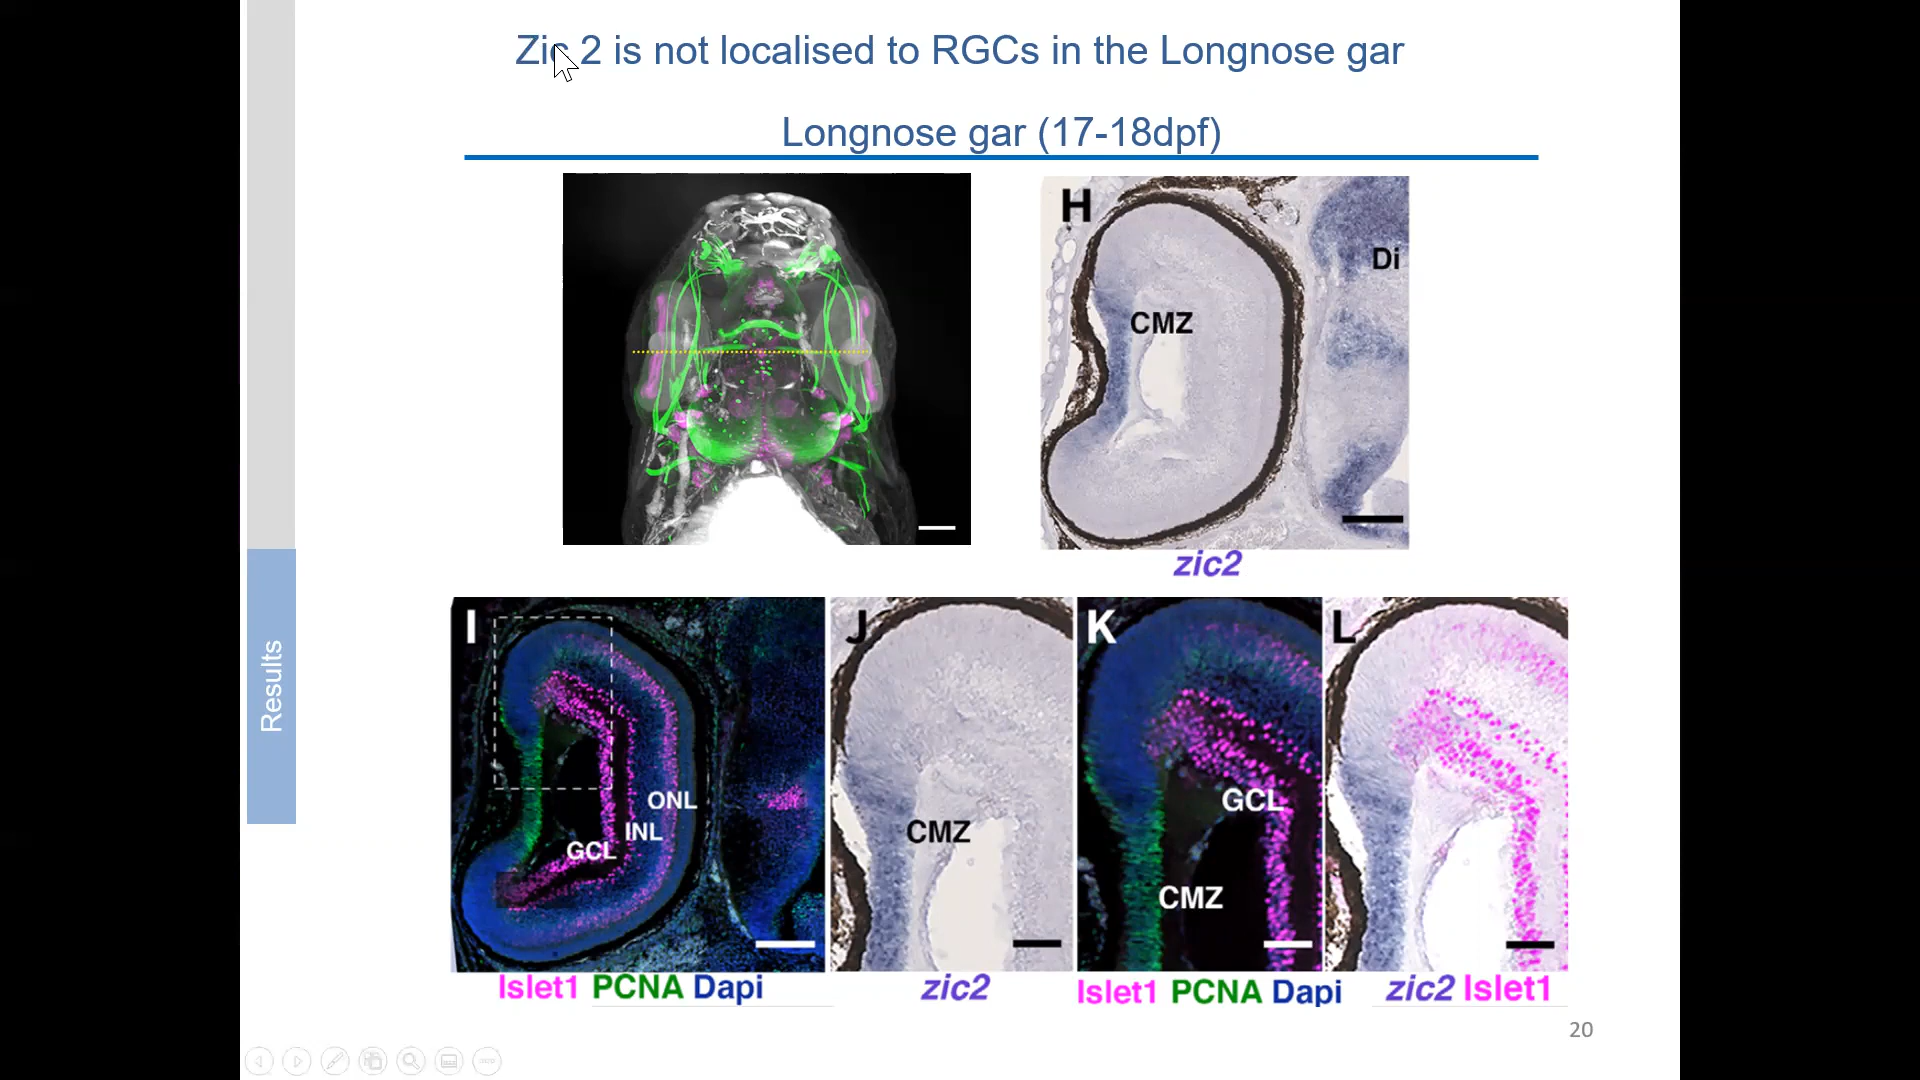 Zic 2 is not localised to RGCs in the Longnose gar
Longnose gar (17-18dpf)
H
Di
CMZ
zic2
Results
I
ONL
INL
GCL
Islet1 PCNA Dapi
J
CMZ
zic2
K
GCL
CMZ
Islet1 PCNA Dapi
L
zic2 Islet1
20